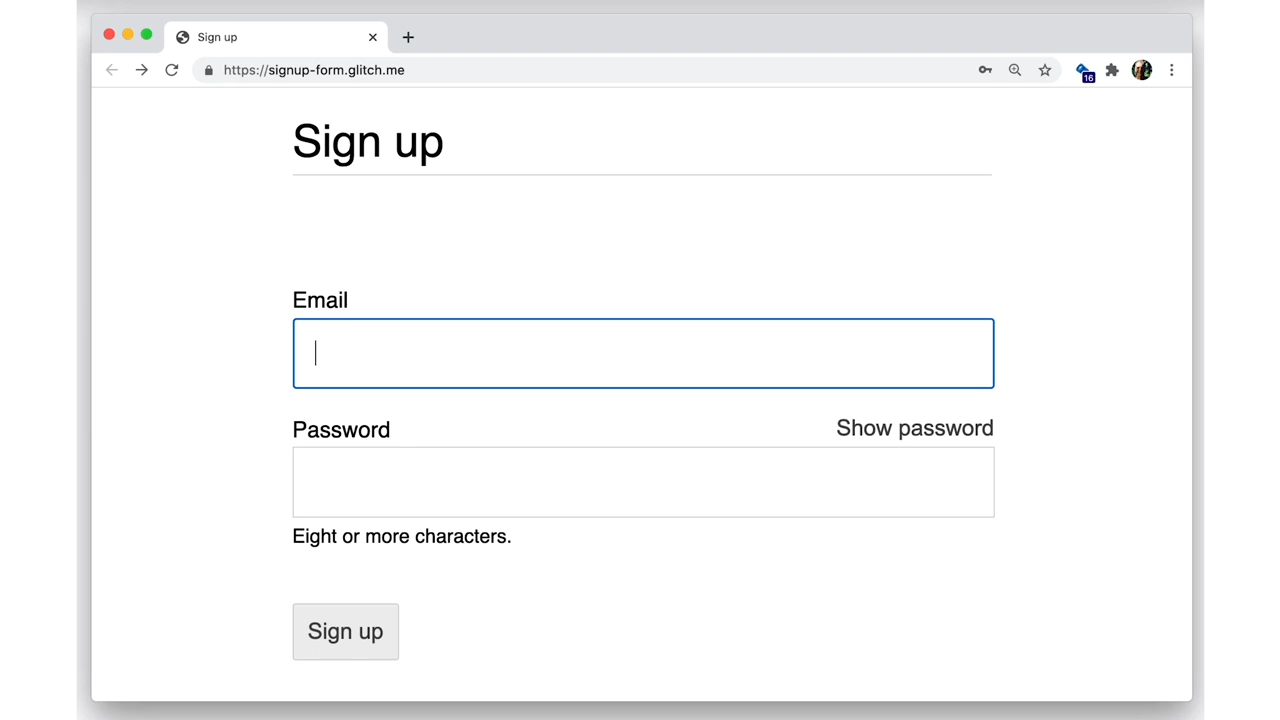 Sign up
https://signup-form.glitch.me
16
Sign up
Email
Password
Show password
Eight or more characters.
Sign up